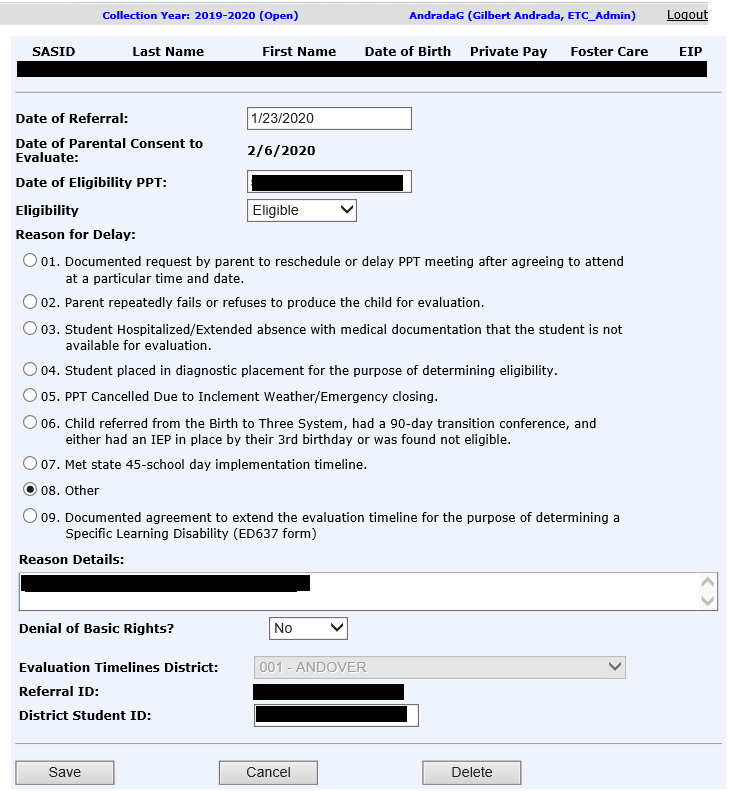 Collection Year: 2019-2020 (Open) AndradaG (Gilbert Andrada, ETC_Admin) Logout
SASID Last Name First Name Date of Birth Private Pay Foster Care EIP
Date of Referral: 1/23/2020
Date of Parental Consent to
Evaluate: 2/6/2020
Date of Eligibility PPT:
Eligibility Eligible
Reason for Delay:
01. Documented request by parent to reschedule or delay PPT meeting after agreeing to attend
at a particular time and date.
02. Parent repeatedly fails or refuses to produce the child for evaluation.
03. Student Hospitalized/Extended absence with medical documentation that the student is not
available for evaluation.
04. Student placed in diagnostic placement for the purpose of determining eligibility.
05. PPT Cancelled Due to Inclement Weather/Emergency closing.
06. Child referred from the Birth to Three System, had a 90-day transition conference, and
either had an IEP in place by their 3rd birthday or was found not eligible.
07. Met state 45-school day implementation timeline.
08. Other
09. Documented agreement to extend the evaluation timeline for the purpose of determining a
Specific Learning Disability (ED637 form)
Reason Details:
Denial of Basic Rights? No
Evaluation Timelines District: 001 - ANDOVER
Referral ID:
District Student ID:
Save Cancel Delete